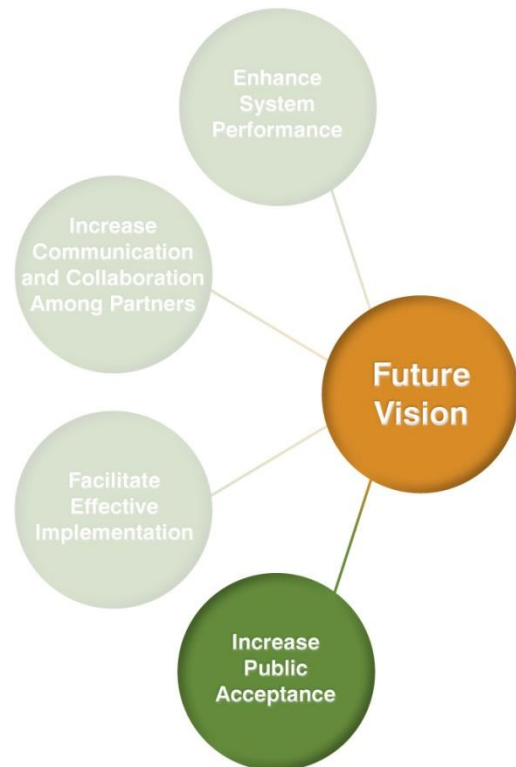 Enhance
System
Performance
Increase
Communication
and Collaboration
Among Partners
Future
Vision
Facilitate
Effective
Implementation
Increase
Public
Acceptance